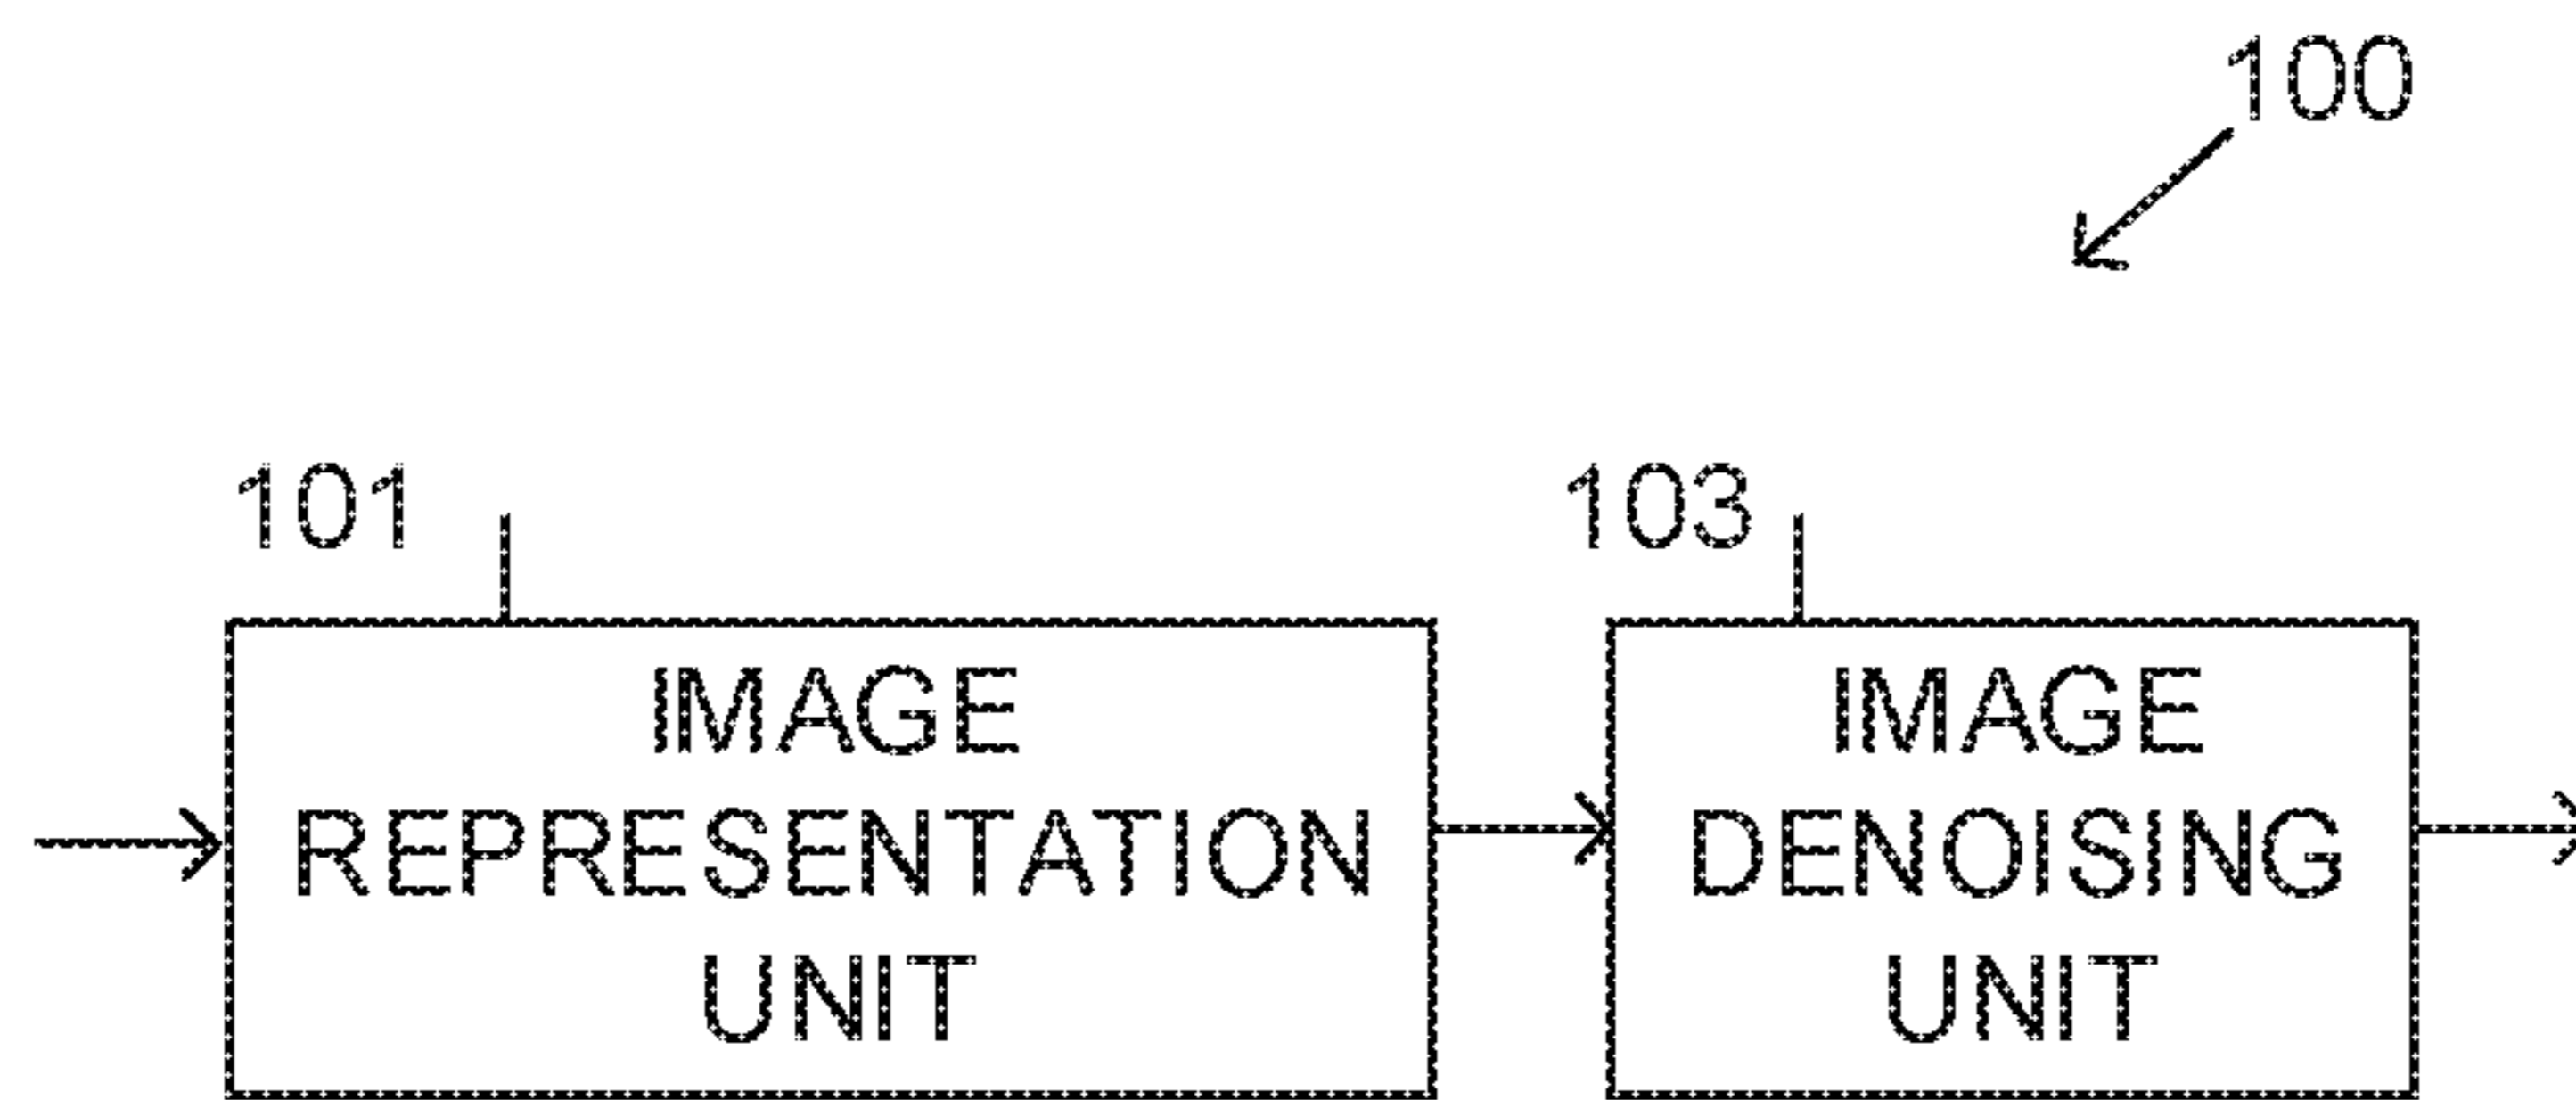 100
101
103
IMAGE
REPRESENTATION
UNIT
IMAGE
DENOISING
UNIT